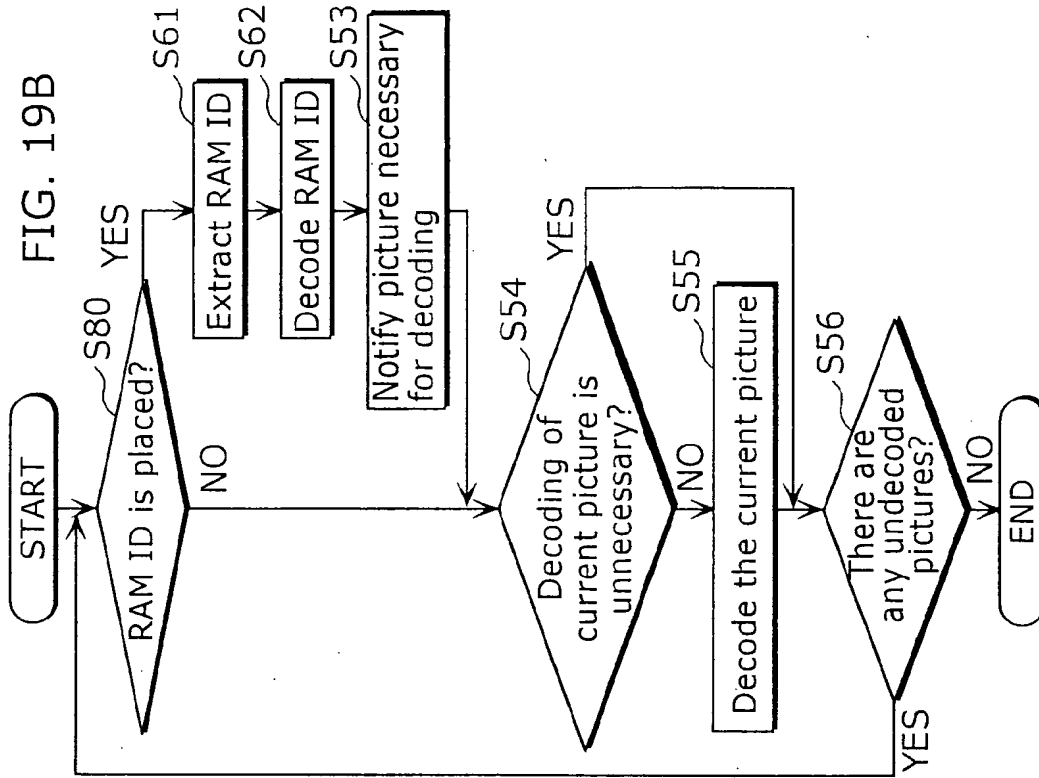 FIG. 19B
START
S80
RAM ID is placed?
YES
NO
S61
Extract RAM ID
S62
Decode RAM ID
S53
Notify picture necessary
for decoding
S54
Decoding of
current picture is
unnecessary?
YES
NO
S55
Decode the current picture
S56
There are
any undecoded
pictures?
YES
NO
END